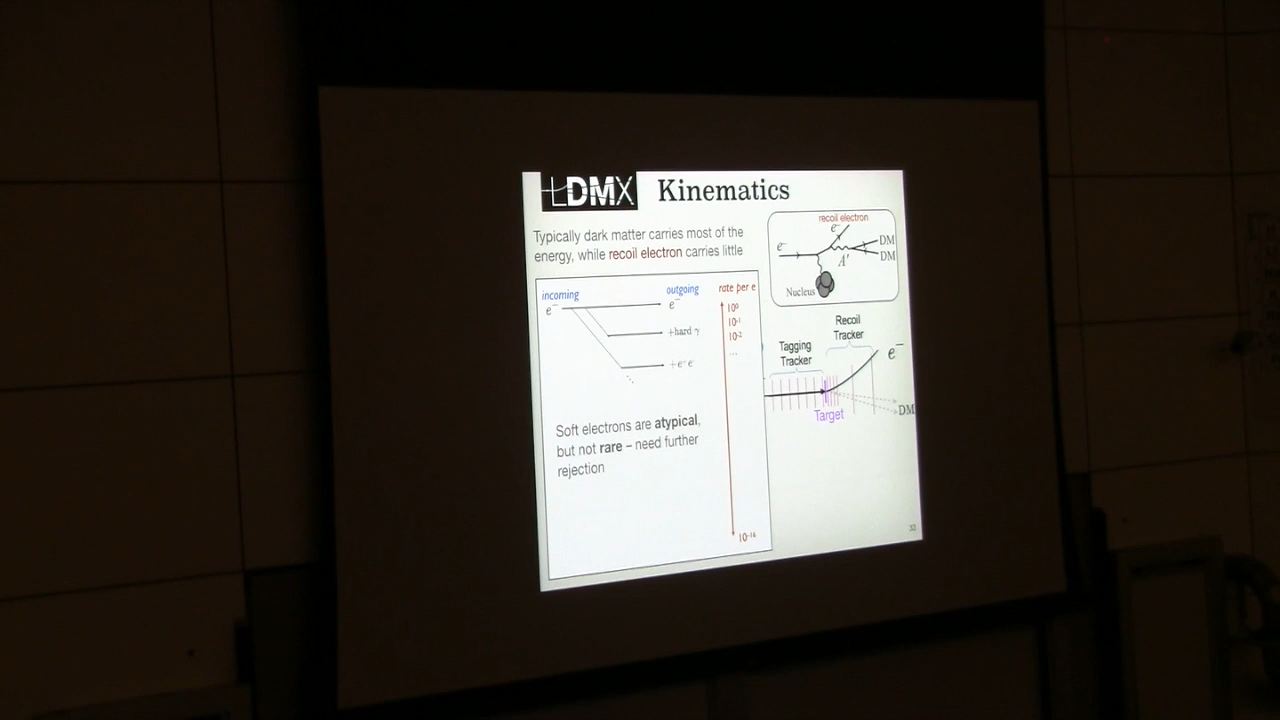 LDMX Kinematics
Typically dark matter carries most of the
energy, while recoil electron carries little
incoming
outgoing
rate per e
e⁻
e⁻
10⁰
10⁻¹
+hard γ
10⁻²
...
+e⁻e
Soft electrons are atypical,
but not rare – need further
rejection
10⁻¹⁶
recoil electron
e⁻
e⁻
DM
A'
DM
Nucleus
Recoil
Tracker
Tagging
Tracker
e⁻
Target
DM
32